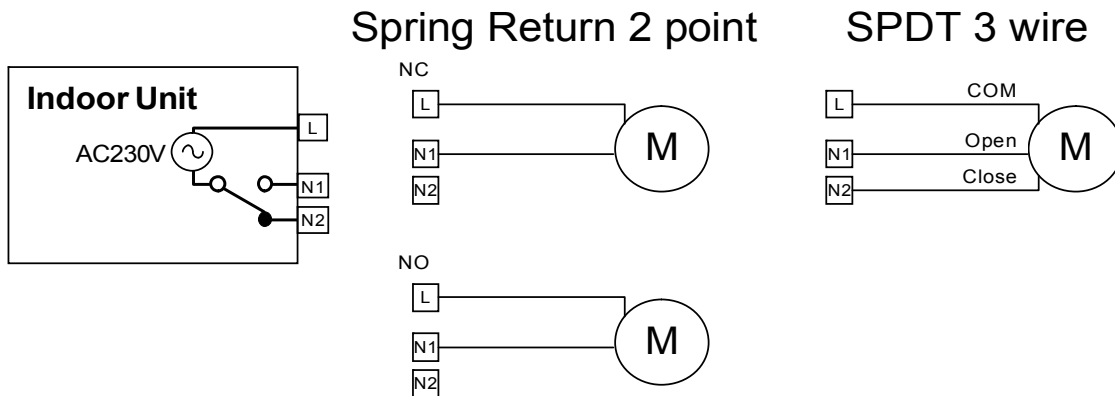 Spring Return 2 point
SPDT 3 wire
Indoor Unit
AC230V
L
N1
N2
NC
L
N1
N2
M
NO
L
N1
N2
M
L
N1
N2
COM
Open
Close
M